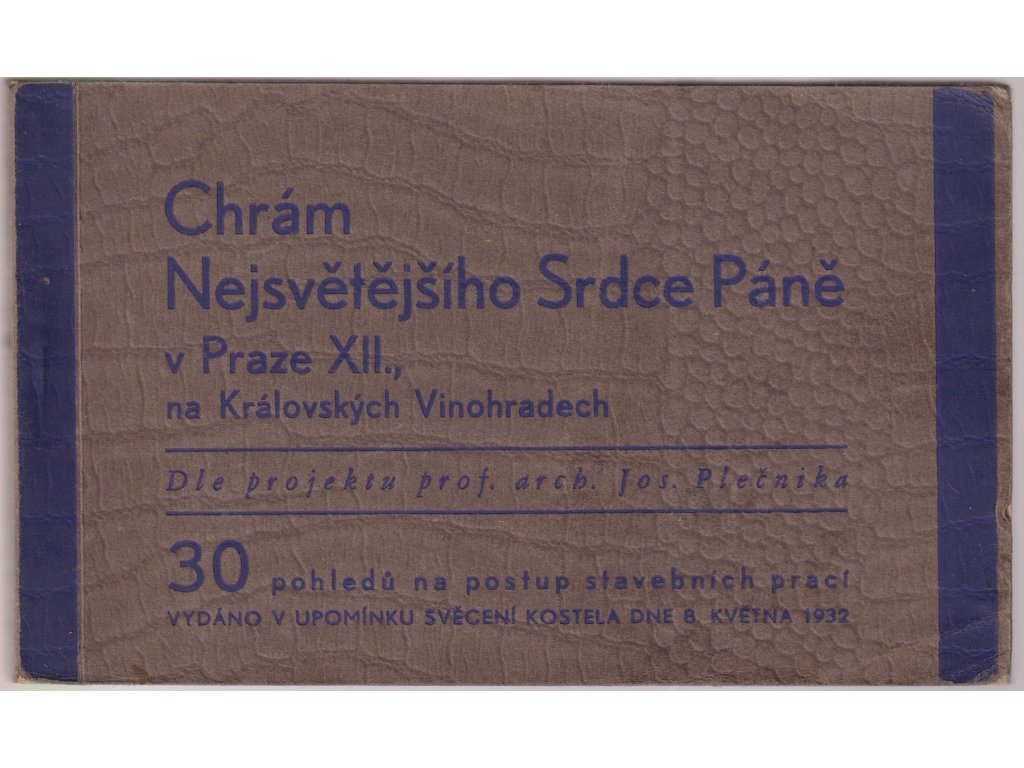 Chrám
Nejsvětějšího Srdce Páně
v Praze XII.,
na Královských Vinohradech
Dle projektu prof. arch. Jos. Plečnika
30 pohledů na postup stavebních prací
VYDÁNO V UPOMÍNKU SVĚCENÍ KOSTELA DNE 8. KVĚTNA 1932